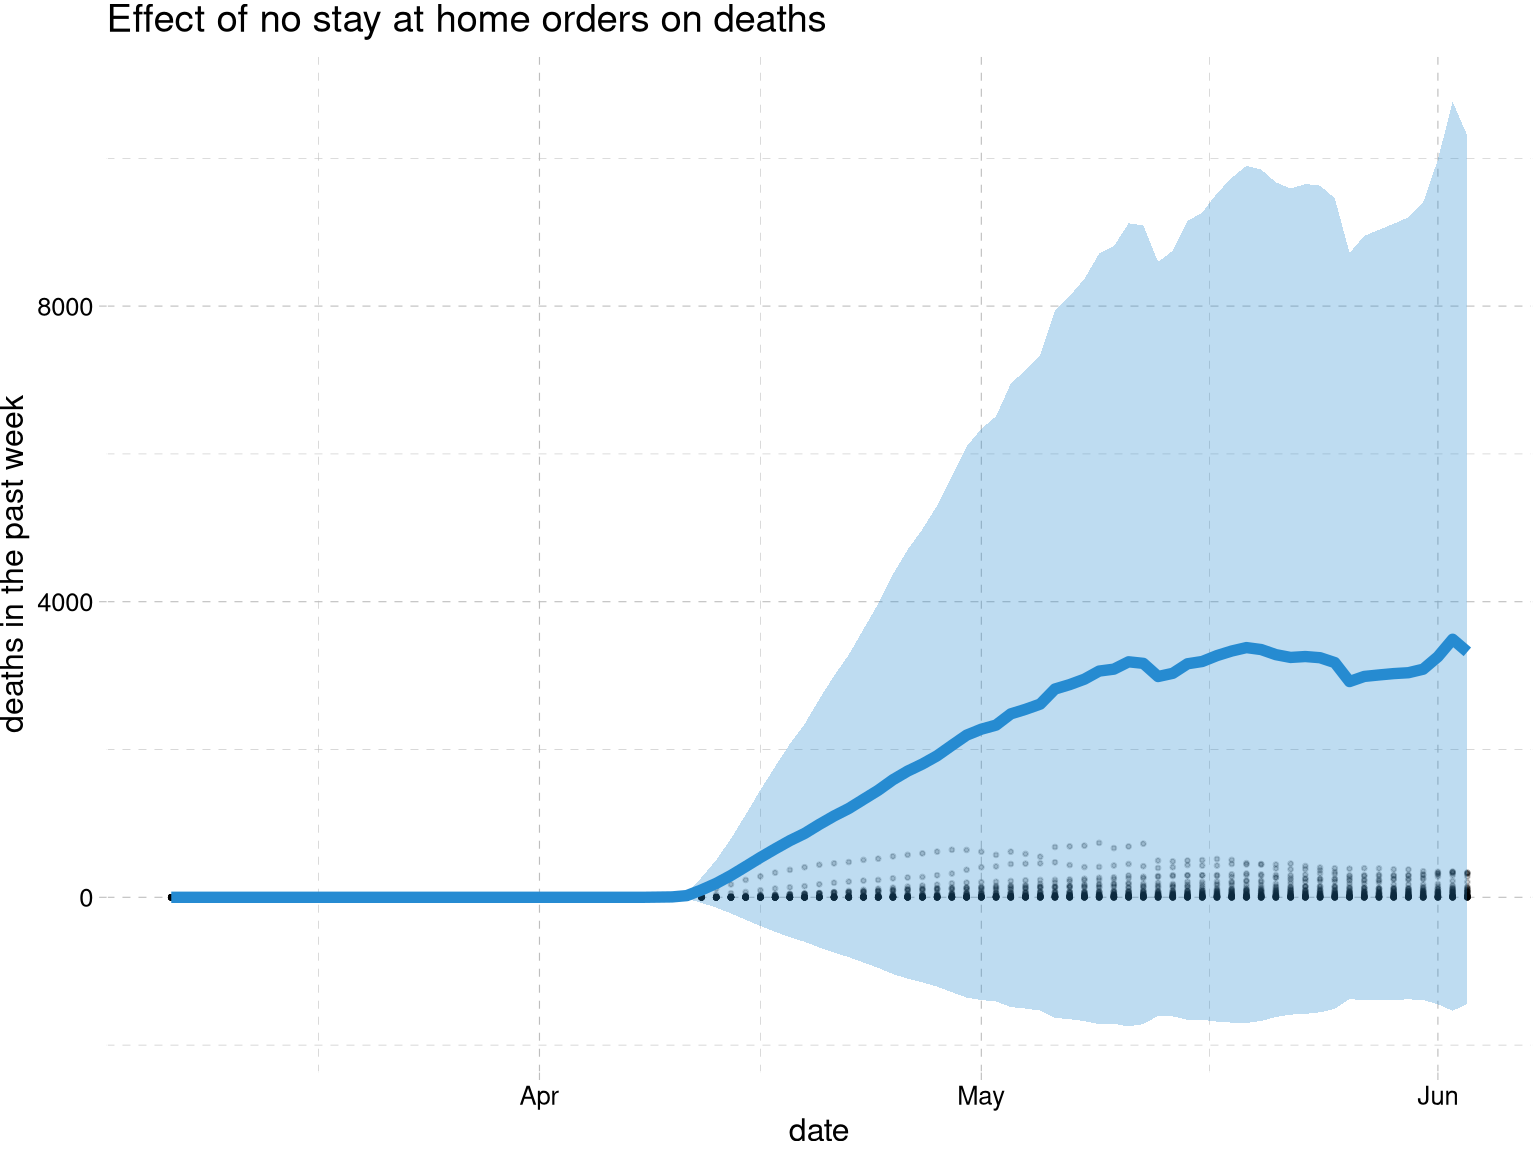 Effect of no stay at home orders on deaths
deaths in the past week
8000
4000
0
Apr
May
Jun
date